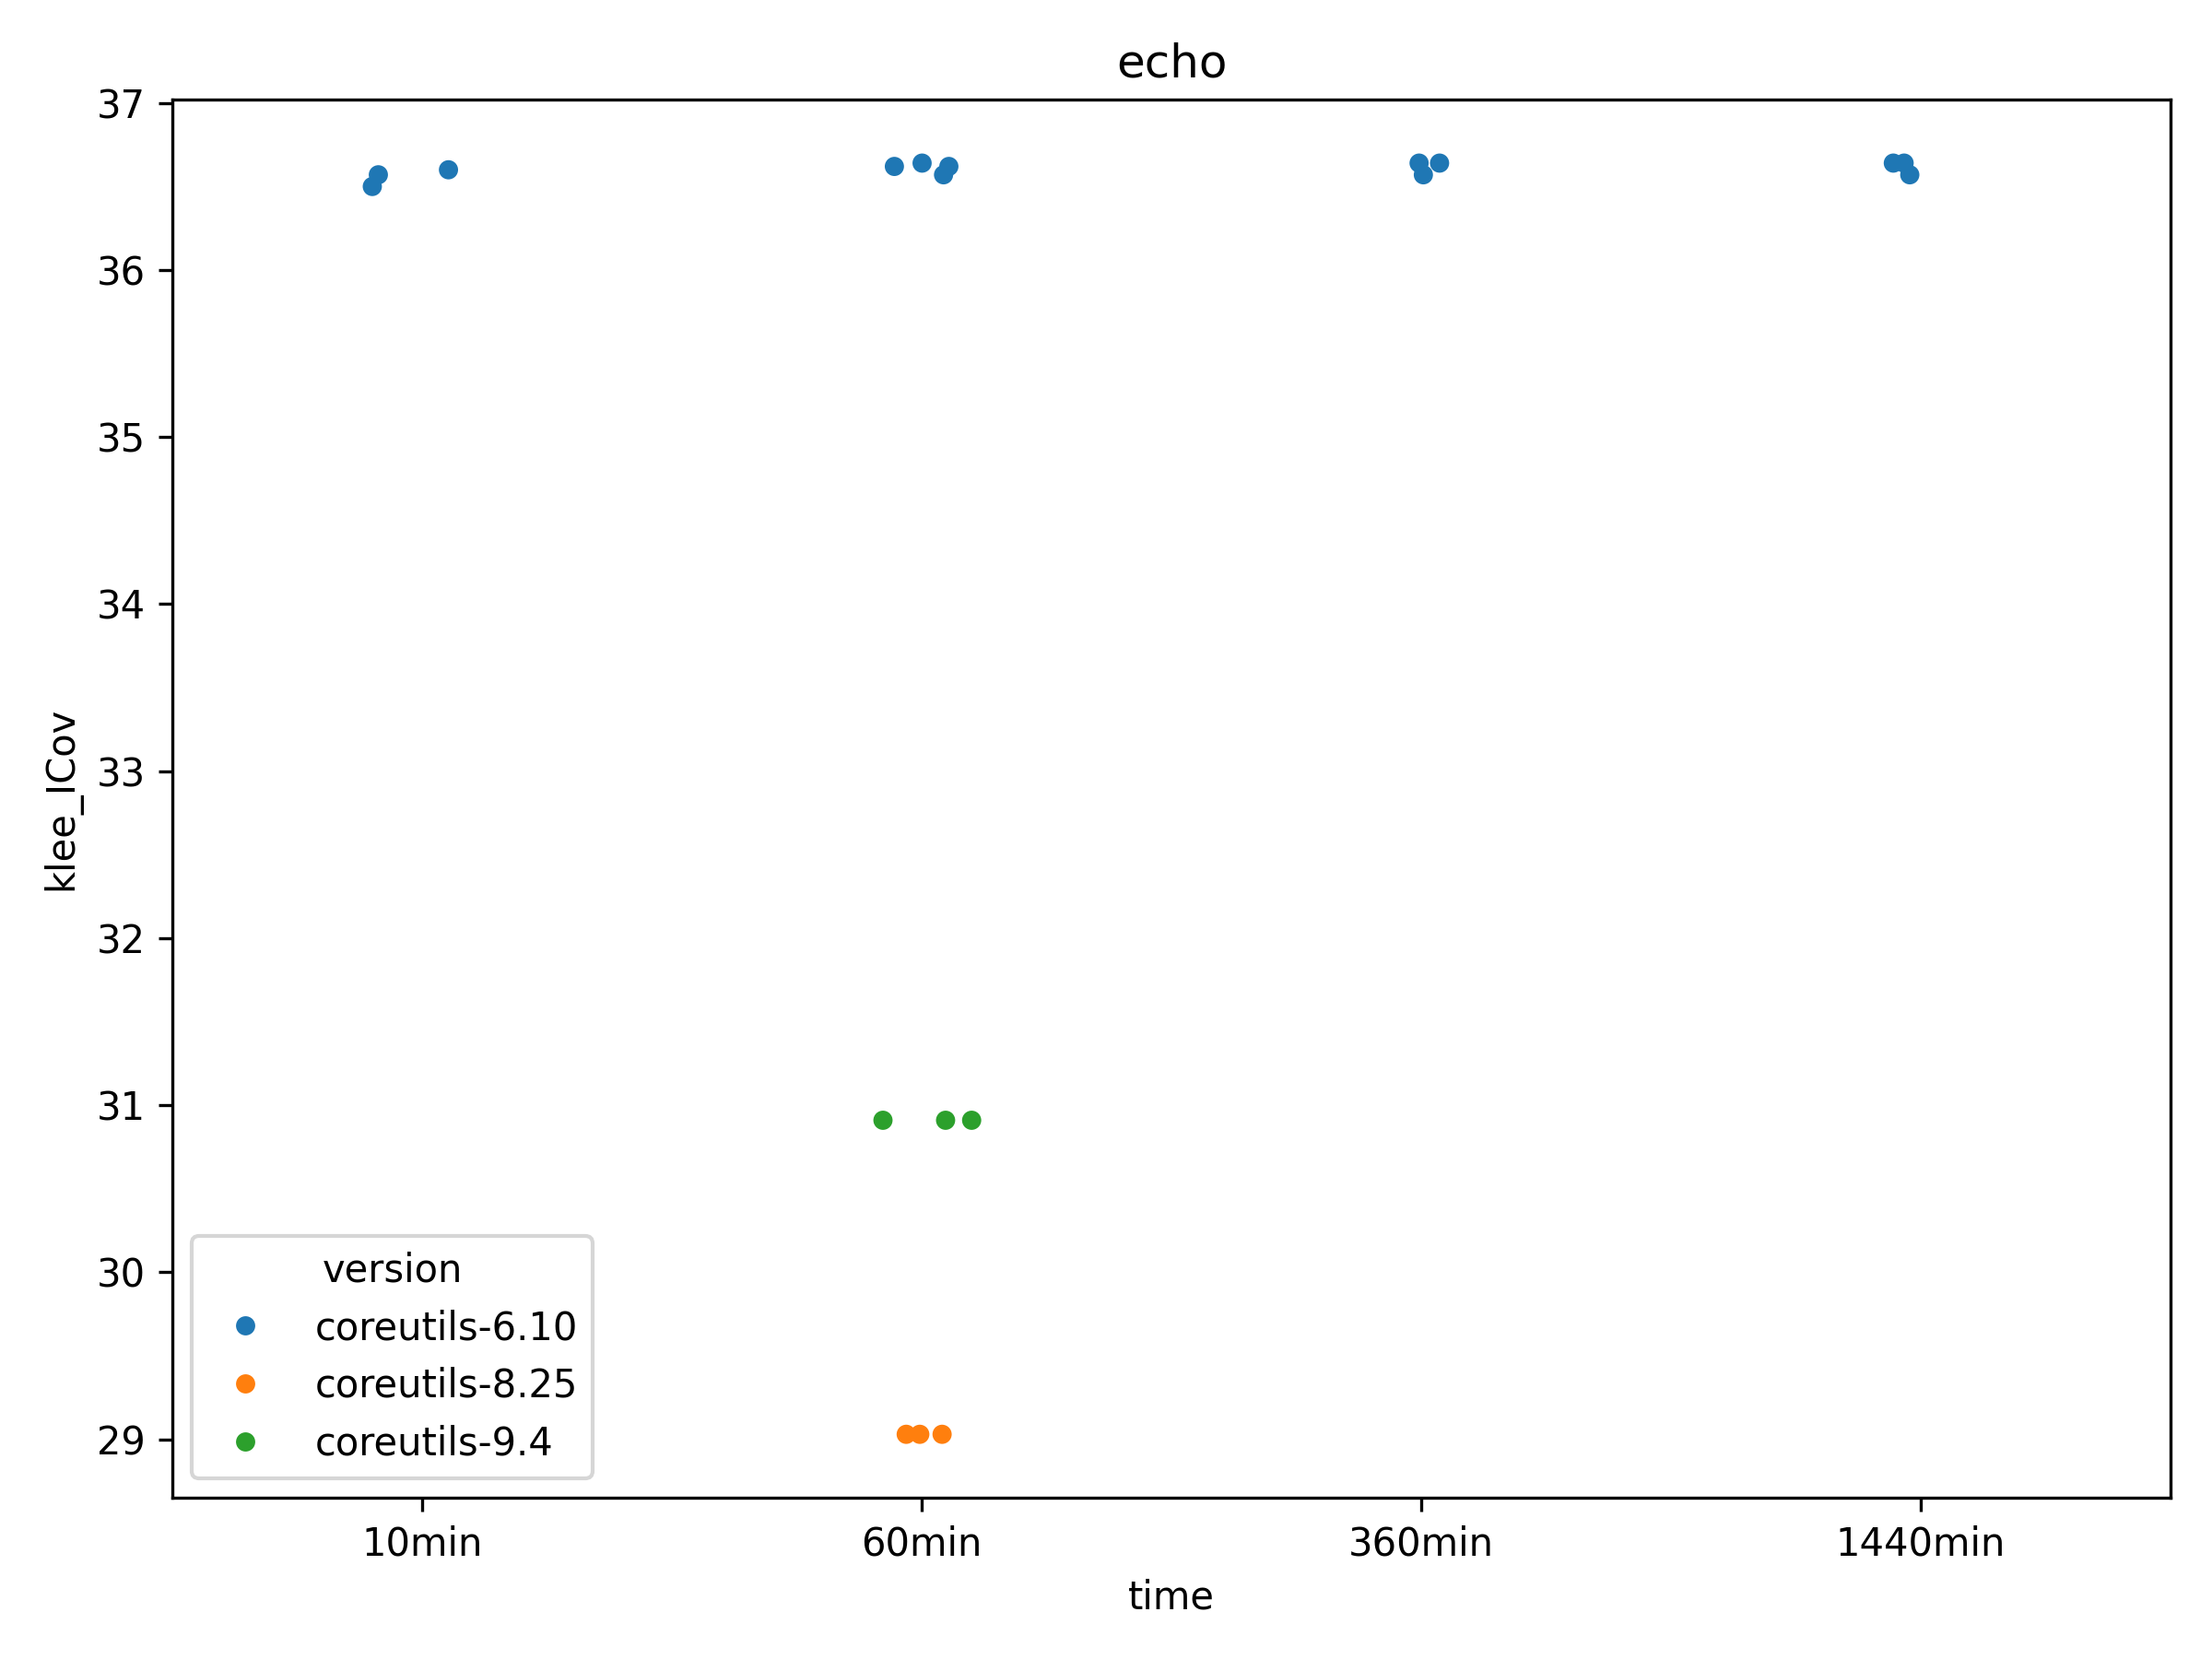 echo
37
36
35
34
33
32
31
30
29
klee_ICov
version
coreutils-6.10
coreutils-8.25
coreutils-9.4
10min
60min
360min
1440min
time